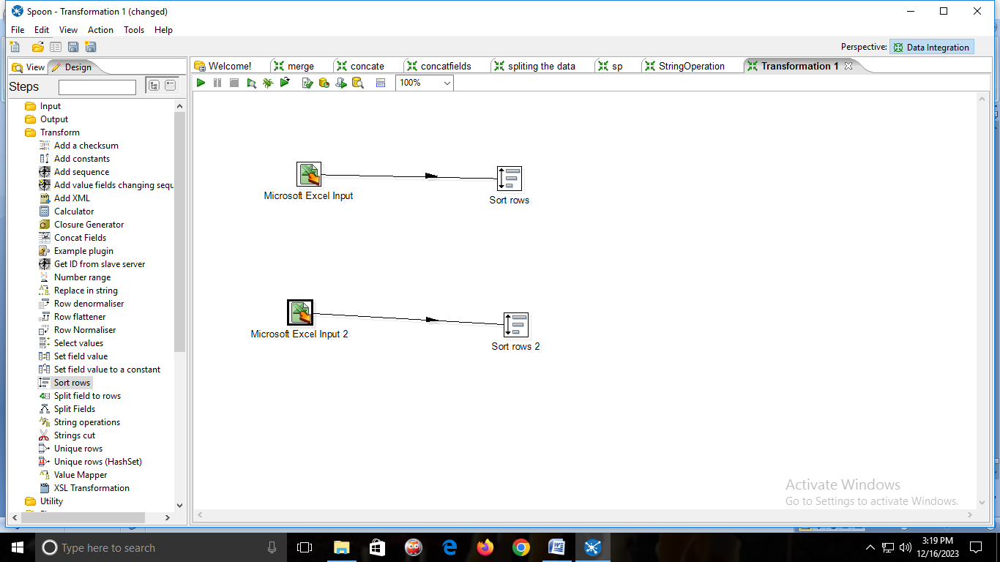 Spoon - Transformation 1 (changed)
File Edit View Action Tools Help
Perspective: Data Integration
View Design
Welcome! merge concate concatfields spliting the data sp StringOperation Transformation 1
Steps
100%
Input
Output
Transform
Add a checksum
Add constants
Add sequence
Add value fields changing sequ
Add XML
Calculator
Closure Generator
Concat Fields
Example plugin
Get ID from slave server
Number range
Replace in string
Row denormaliser
Row flattener
Row Normaliser
Select values
Set field value
Set field value to a constant
Sort rows
Split field to rows
Split Fields
String operations
Strings cut
Unique rows
Unique rows (HashSet)
Value Mapper
XSL Transformation
Utility
Microsoft Excel Input
Sort rows
Microsoft Excel Input 2
Sort rows 2
Activate Windows
Go to Settings to activate Windows.
Type here to search
3:19 PM
12/16/2023